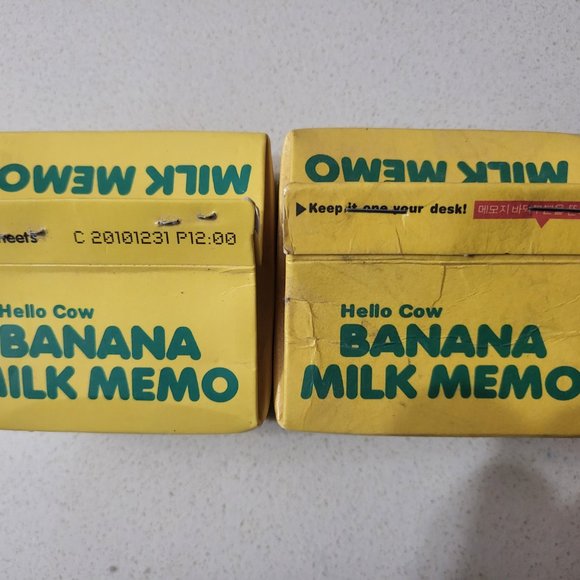 MILK MEMO
heets C 20101231 P12:00
Hello Cow
BANANA
MILK MEMO
MILK MEMO
▶Keep it one your desk! 메모지
Hello Cow
BANANA
MILK MEMO